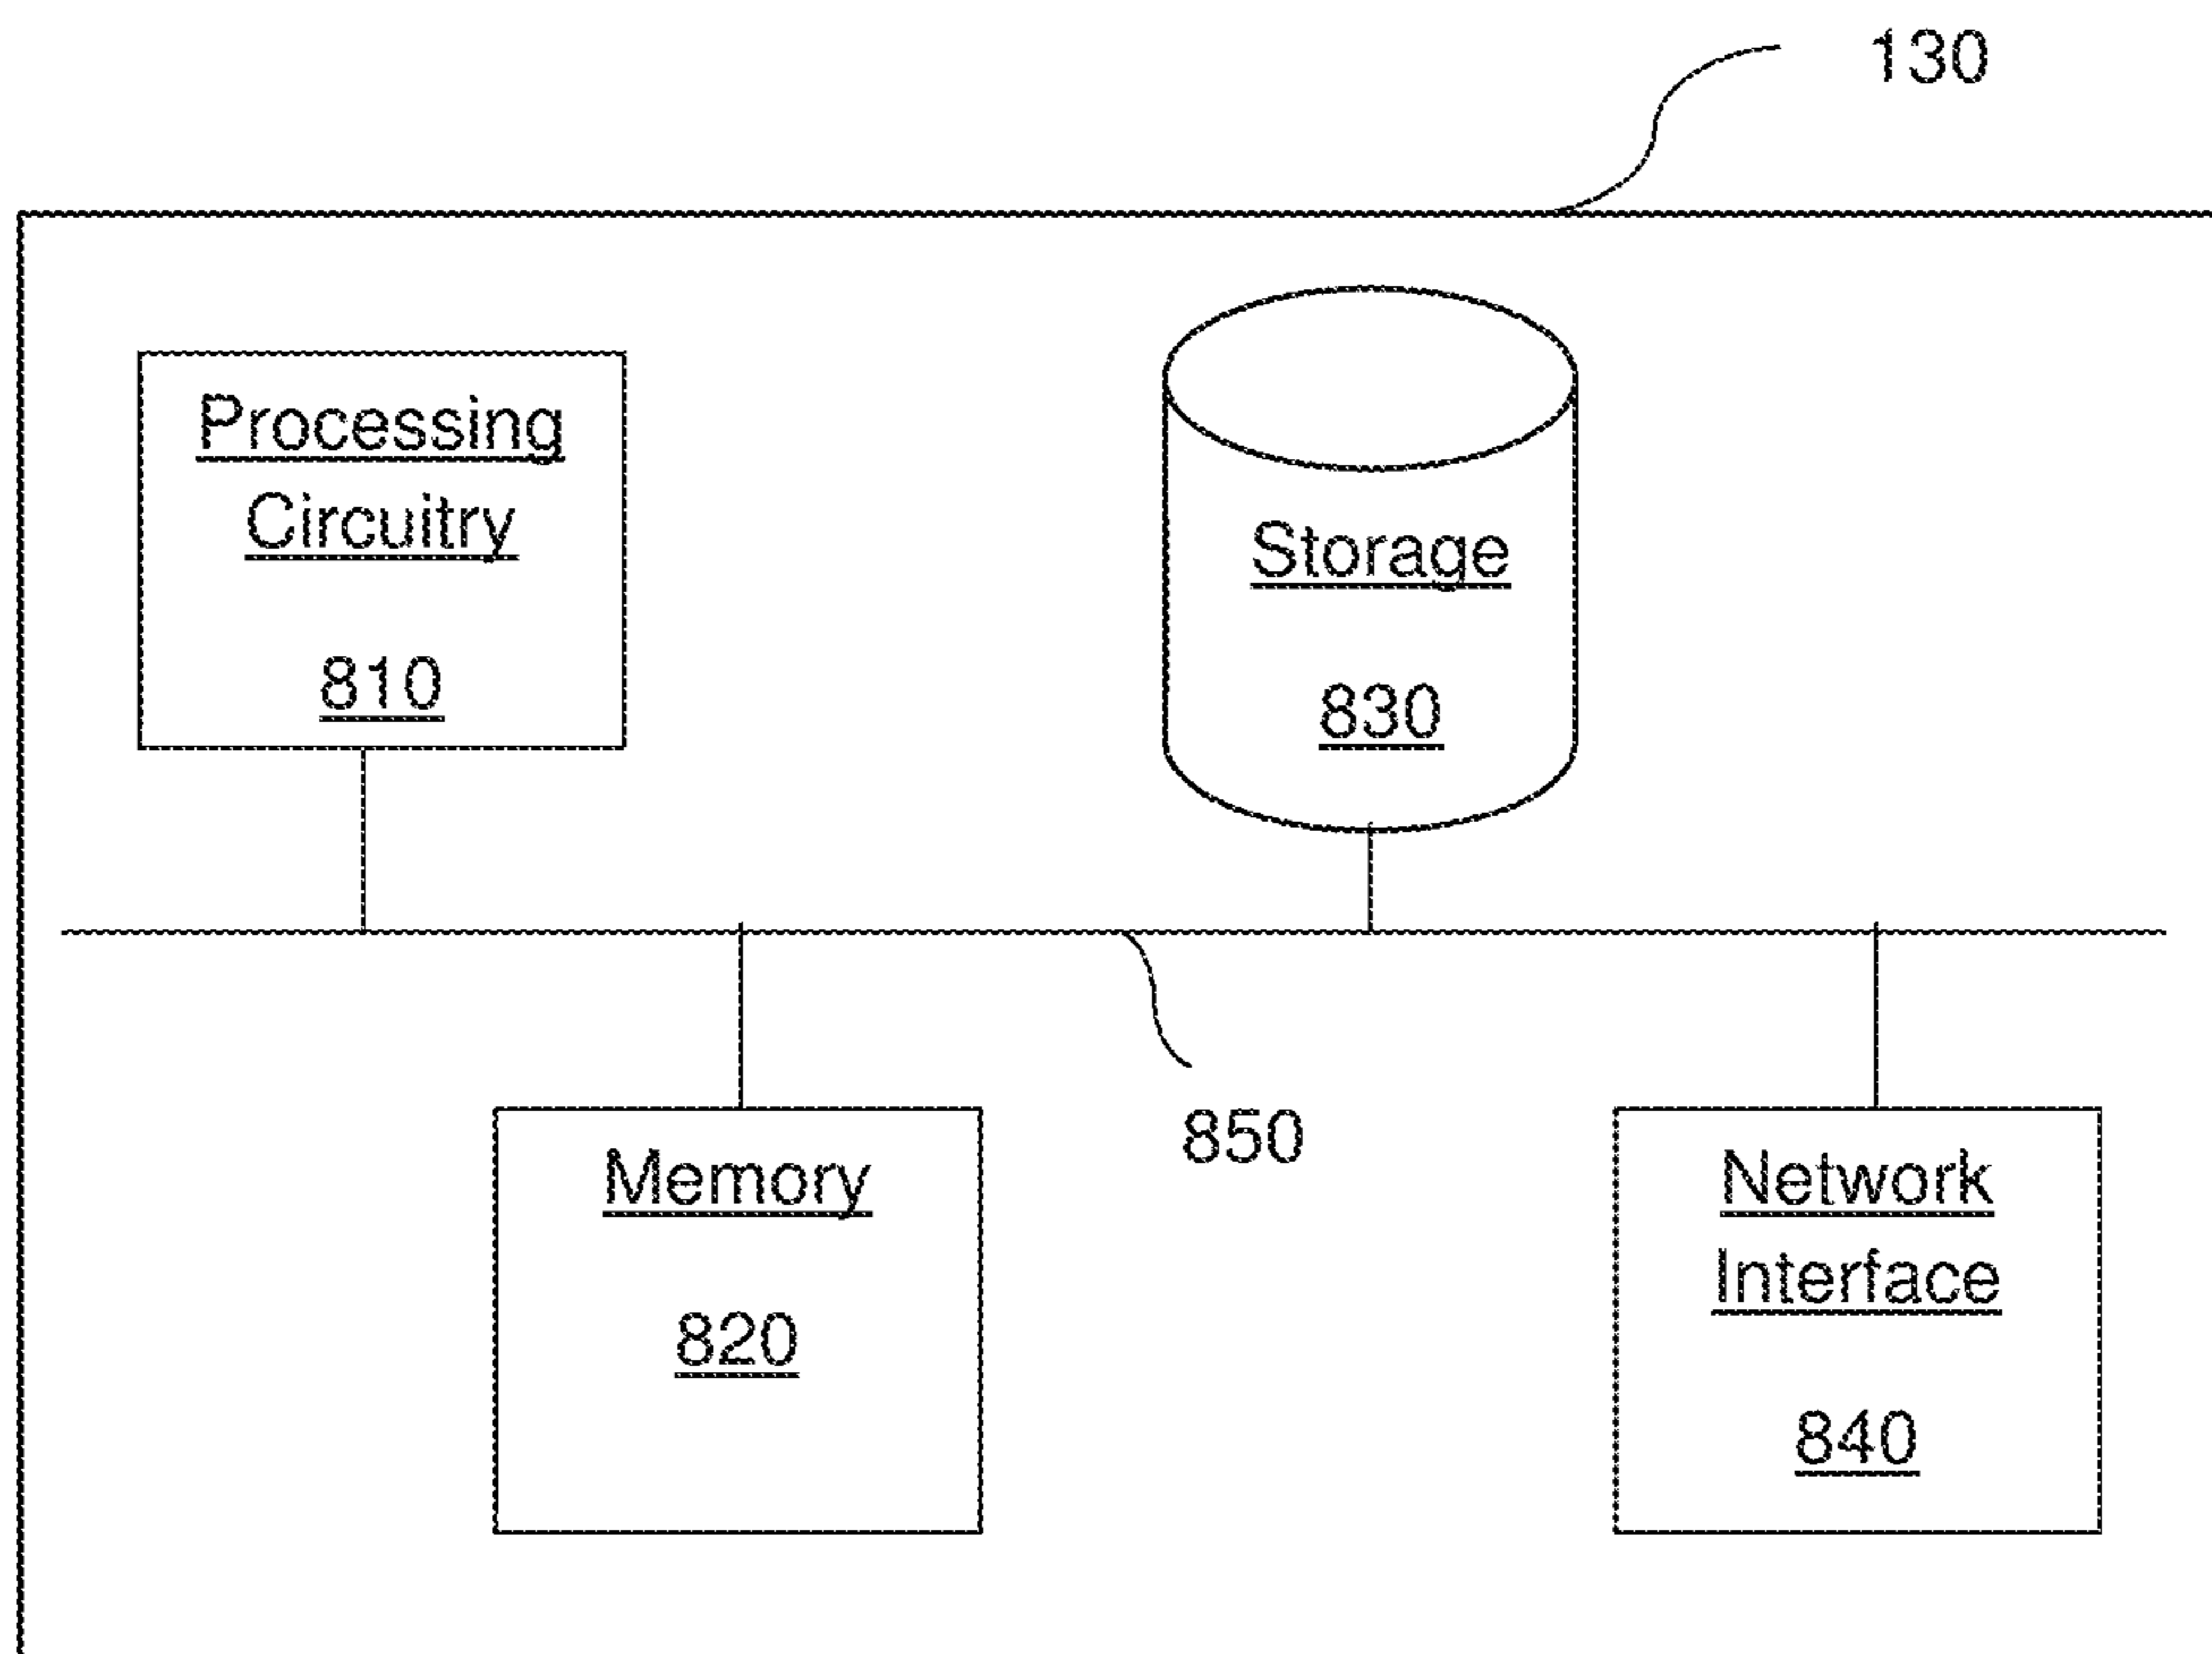 130
Processing
Circuitry
810
Storage
830
850
Memory
820
Network
Interface
840